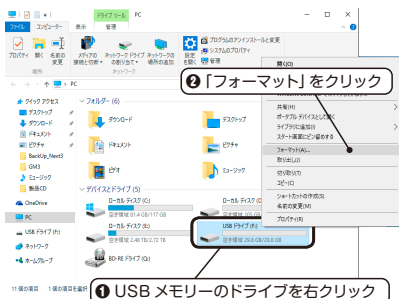 ドライブ ツール PC
ファイル コンピューター 表示 管理
プロパティ 開く 名前の変更
メディアの接続と切断▾ ネットワーク ドライブの割り当て▾ ネットワークの場所の追加
設定を開く
プログラムのアンインストールと変更
システムのプロパティ
管理
場所 ネットワーク
PC
❷「フォーマット」をクリック
開く(O)
共有(H)
ポータブル デバイスとして開く
ライブラリに追加(I)
スタート画面にピン留めする
フォーマット(A)...
取り出し(J)
切り取り(T)
コピー(C)
ショートカットの作成(S)
名前の変更(M)
プロパティ(R)
クイック アクセス
デスクトップ
ダウンロード
ドキュメント
ピクチャ
BackUp_Next3
GM3
ミュージック
製品CD
OneDrive
PC
USB ドライブ (F:)
ネットワーク
ホームグループ
フォルダー (6)
ダウンロード
デスクトップ
ドキュメント
ピクチャ
ビデオ
ミュージック
デバイスとドライブ (5)
ローカル ディスク (C:)
空き領域 81.4 GB/117 GB
ローカル ディスク (D:)
空き領域 105 GB
ローカル ディスク (E:)
空き領域 2.48 TB/2.72 TB
USB ドライブ (F:)
空き領域 29.0 GB/29.0 GB
BD-RE ドライブ (Q:)
11 個の項目 1 個の項目を選択
❶ USB メモリーのドライブを右クリック